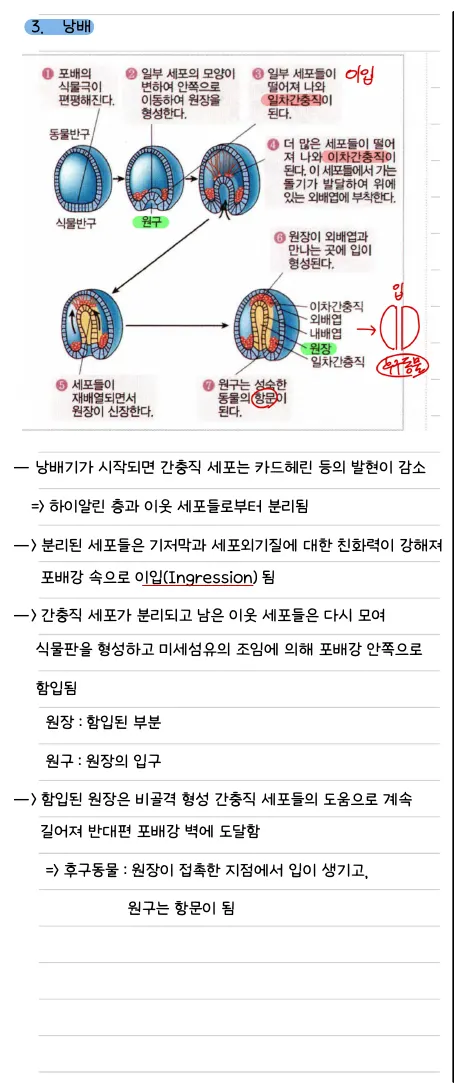 3. 낭배
❶ 포배의
식물극이
편평해진다.
❷ 일부 세포의 모양이
변하여 안쪽으로
이동하여 원장을
형성한다.
❸ 일부 세포들이
떨어져 나와
일차간충직이
된다.
이입
❹ 더 많은 세포들이 떨어
져 나와 이차간충직이
된다. 이 세포들에서 가는
돌기가 발달하여 위에
있는 외배엽에 부착한다.
동물반구
식물반구
원구
❻ 원장이 외배엽과
만나는 곳에 입이
형성된다.
이차간충직
외배엽
내배엽
원장
일차간충직
입
후구동물
❺ 세포들이
재배열되면서
원장이 신장한다.
❼ 원구는 성숙한
동물의 항문이
된다.
— 낭배기가 시작되면 간충직 세포는 카드헤린 등의 발현이 감소
=> 하이알린 층과 이웃 세포들로부터 분리됨
—> 분리된 세포들은 기저막과 세포외기질에 대한 친화력이 강해져
포배강 속으로 이입(Ingression) 됨
—> 간충직 세포가 분리되고 남은 이웃 세포들은 다시 모여
식물판을 형성하고 미세섬유의 조임에 의해 포배강 안쪽으로
함입됨
원장 : 함입된 부분
원구 : 원장의 입구
—> 함입된 원장은 비골격 형성 간충직 세포들의 도움으로 계속
길어져 반대편 포배강 벽에 도달함
=> 후구동물 : 원장이 접촉한 지점에서 입이 생기고,
원구는 항문이 됨